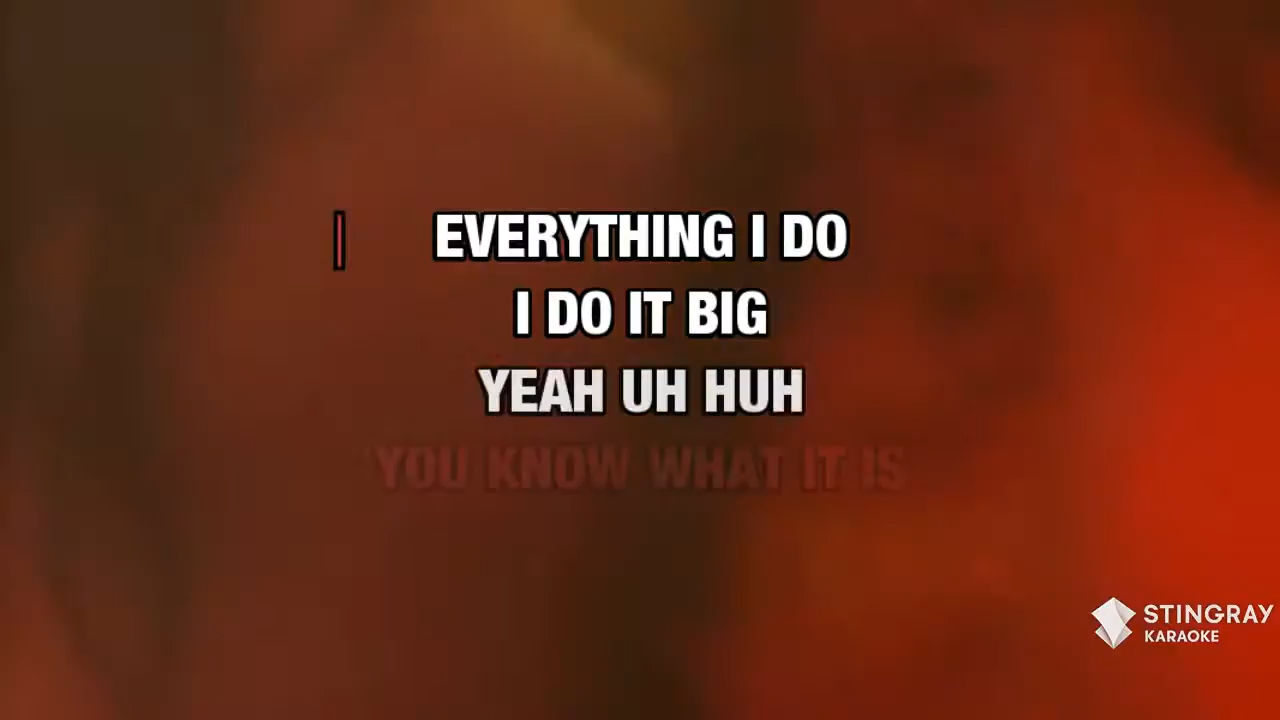 EVERYTHING I DO
I DO IT BIG
YEAH UH HUH
YOU KNOW WHAT IT IS
STINGRAY
KARAOKE